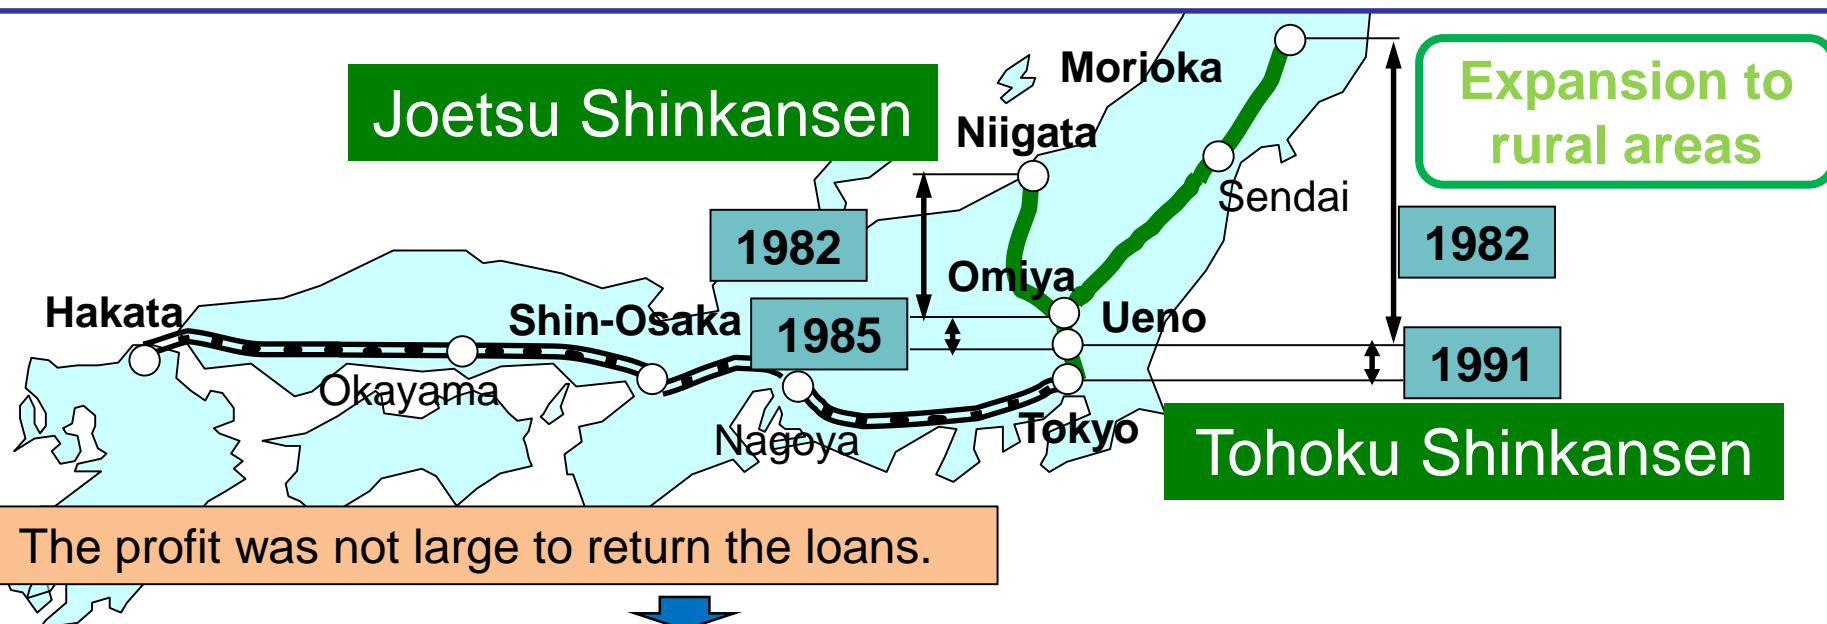 Morioka
Expansion to
rural areas
Joetsu Shinkansen
Niigata
Sendai
1982
1982
Omiya
Hakata
Shin-Osaka
1985
Ueno
1991
Okayama
Nagoya
Tokyo
Tohoku Shinkansen
The profit was not large to return the loans.